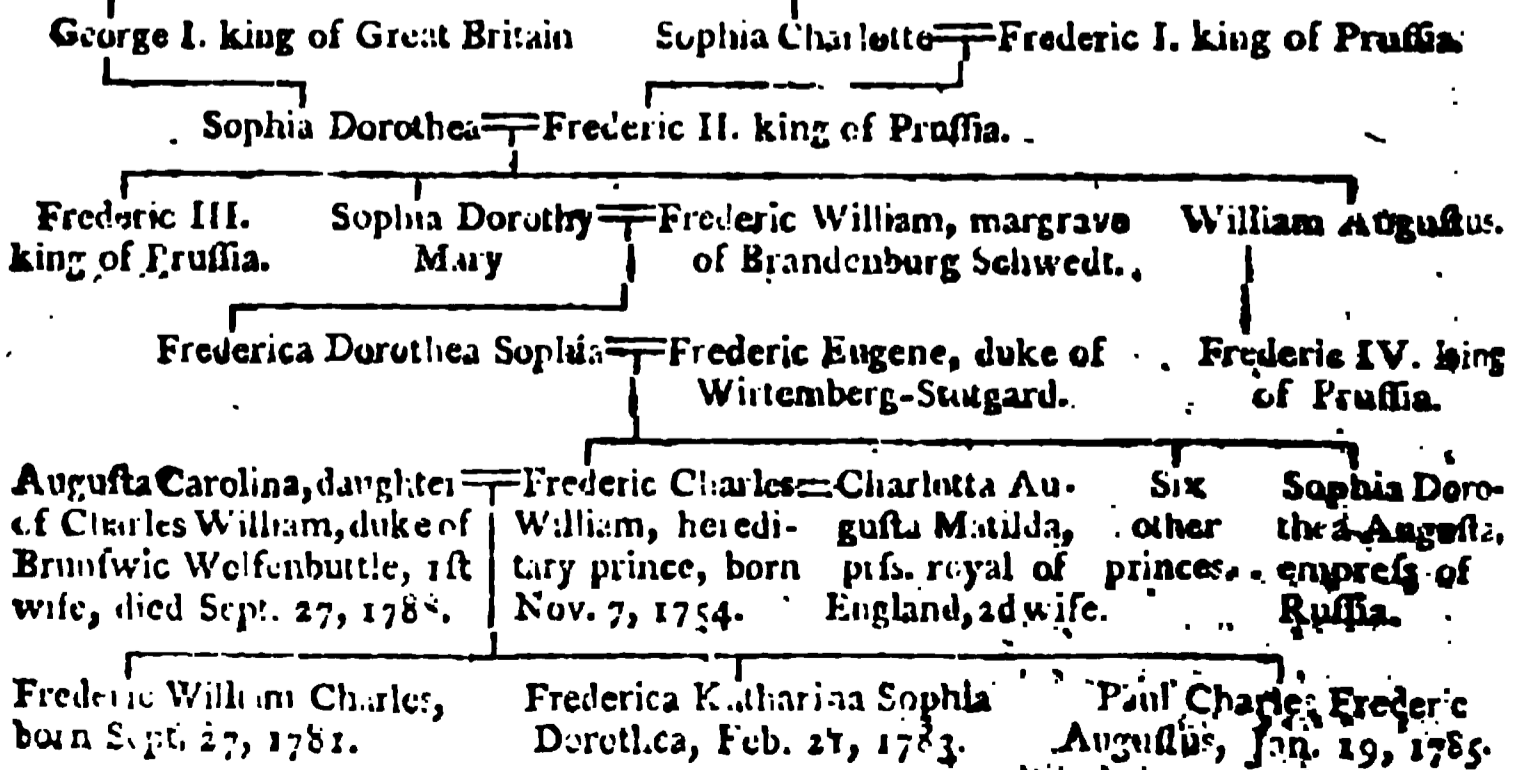 George I. king of Great Britain
Sophia Charlotte
Frederic I. king of Pruſſia.
Sophia Dorothea
Frederic II. king of Pruſſia.
Frederic III.
king of Pruſſia.
Sophia Dorothy
Mary
Frederic William, margrave
of Brandenburg Schwedt.
William Auguſtus.
Frederica Dorothea Sophia
Frederic Eugene, duke of
Wirtemberg-Stutgard.
Frederic IV. king
of Pruſſia.
Auguſta Carolina, daughter
of Charles William, duke of
Brunſwic Wolfenbuttle, 1ſt
wife, died Sept. 27, 1788.
Frederic Charles
William, heredi-
tary prince, born
Nov. 7, 1754.
Charlotta Au-
guſta Matilda,
prſs. royal of
England, 2d wife.
Six
other
princes.
Sophia Doro-
thea Auguſta,
empreſs of
Ruſſia.
Frederic William Charles,
born Sept. 27, 1781.
Frederica Katharina Sophia
Dorothea, Feb. 21, 1783.
Paul Charles Frederic
Auguſtus, Jan. 19, 1785.